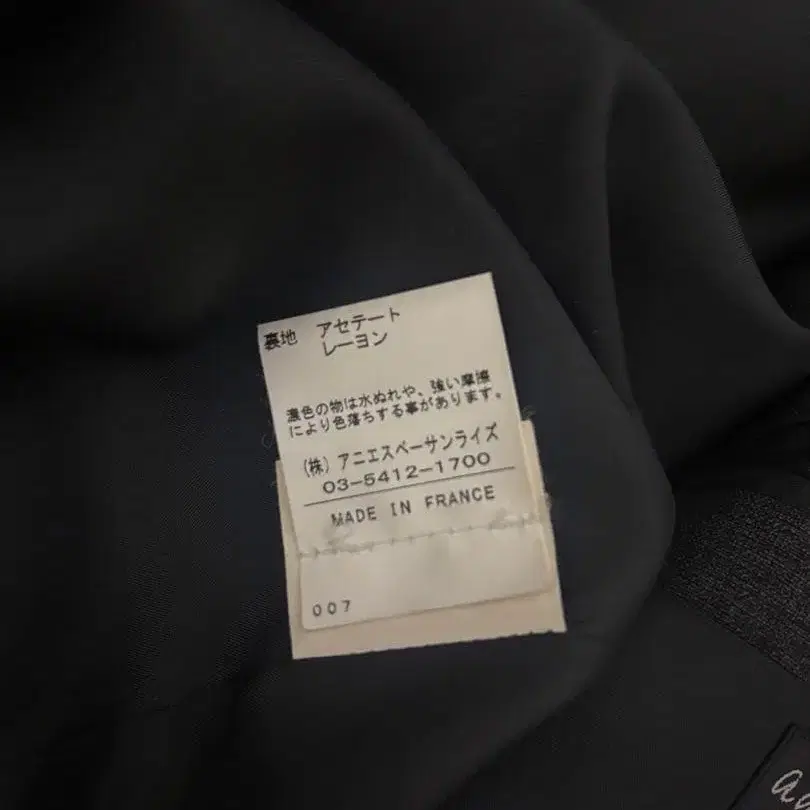 裏地 アセテート
レーヨン
濃色の物は水ぬれや、強い摩擦
により色落ちする事があります。
(株) アニエスベーサンライズ
03-5412-1700
MADE IN FRANCE
007